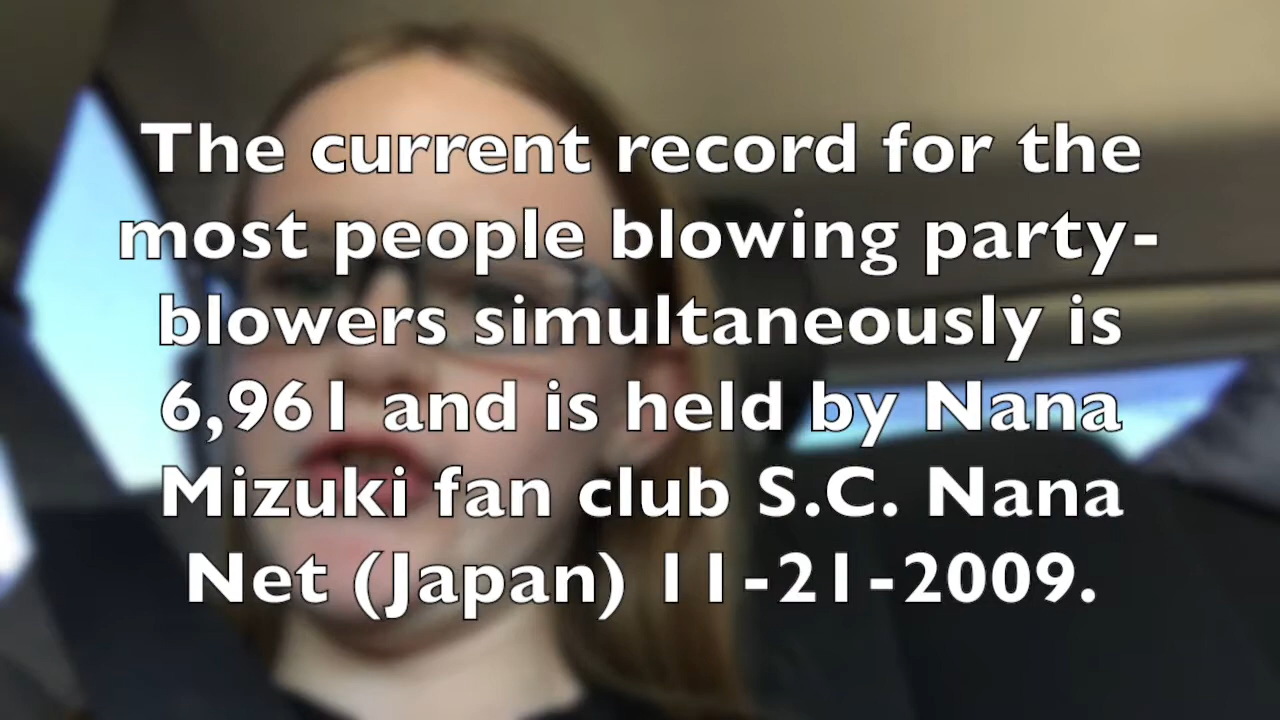 The current record for the
most people blowing party-
blowers simultaneously is
6,961 and is held by Nana
Mizuki fan club S.C. Nana
Net (Japan) 11-21-2009.